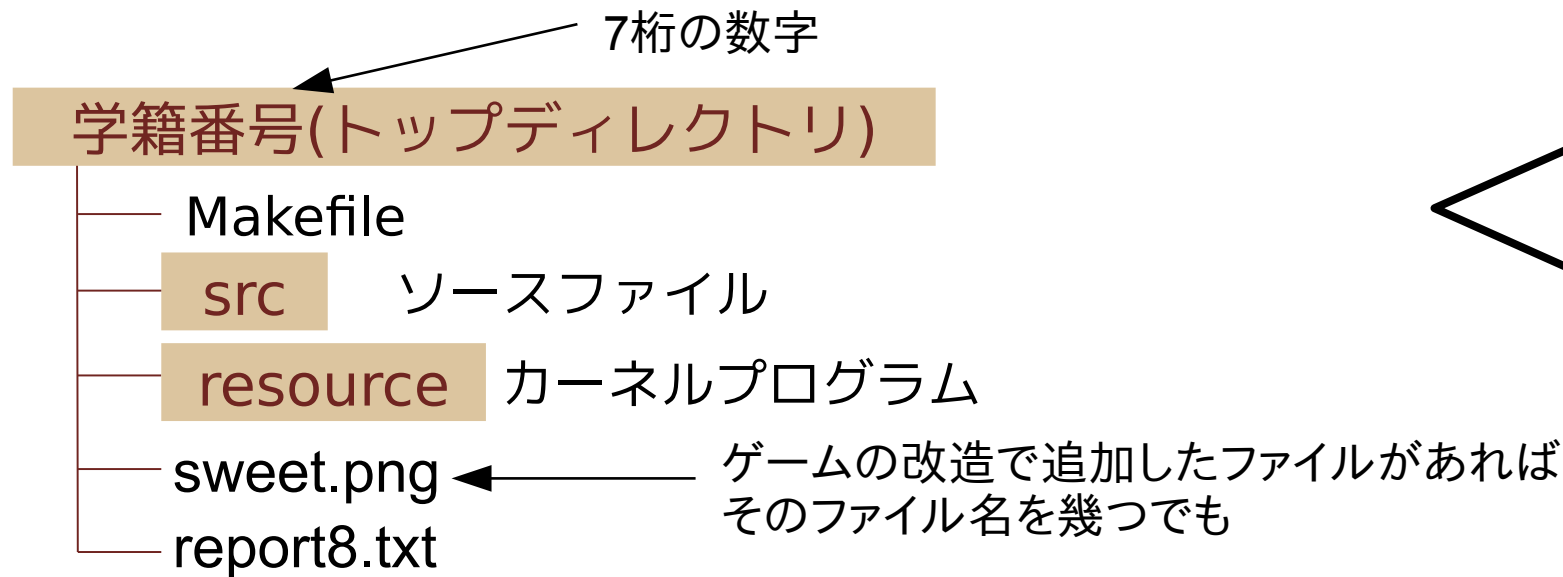 7桁の数字
学籍番号(トップディレクトリ)
Makefile
src ソースファイル
resource カーネルプログラム
sweet.png
ゲームの改造で追加したファイルがあれば
そのファイル名を幾つでも
report8.txt